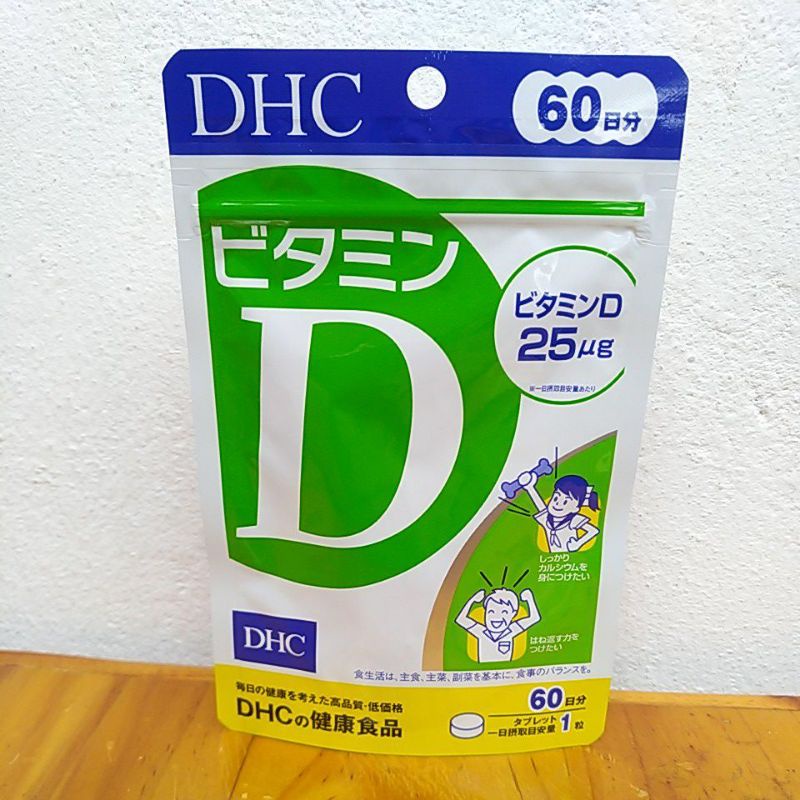 DHC
60日分
ビタミン
D
ビタミンD
25μg
※一日摂取目安量あたり
しっかり
カルシウムを
身につけたい
はね返す力を
つけたい
DHC
食生活は、主食、主菜、副菜を基本に、食事のバランスを。
毎日の健康を考えた高品質・低価格
DHCの健康食品
60日分
タブレット
一日摂取目安量 1粒